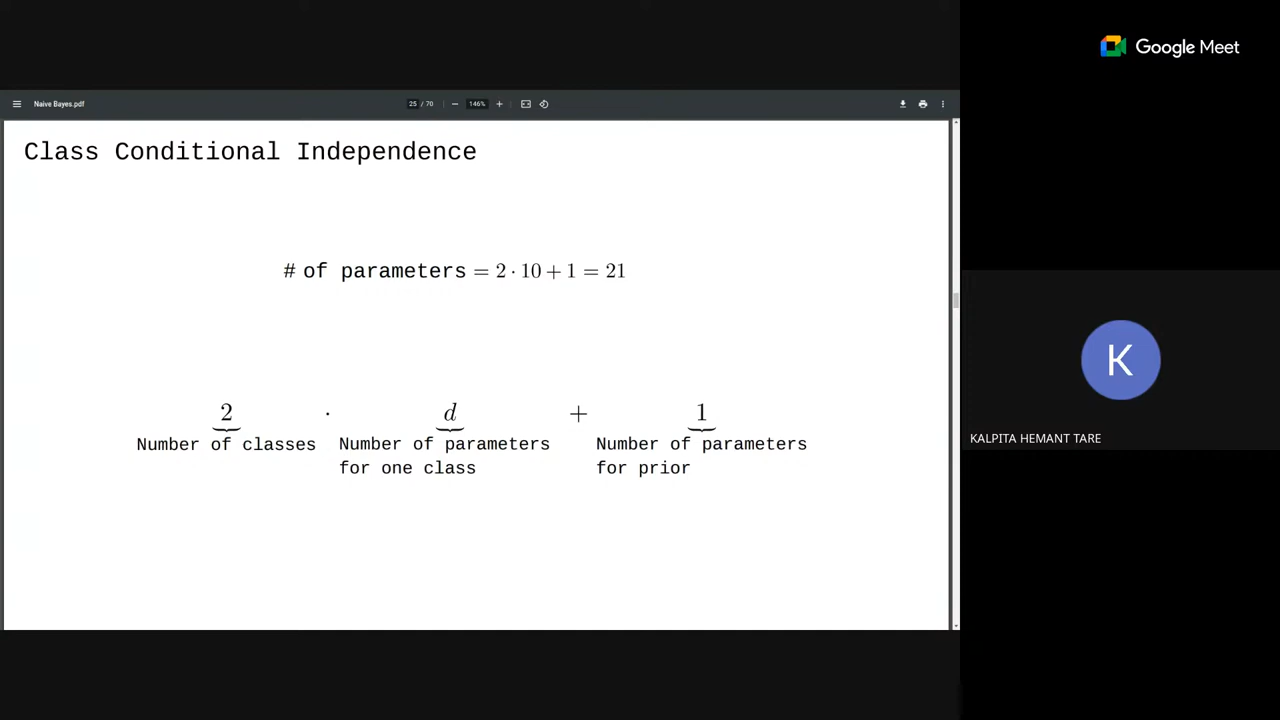 Google Meet
Naive Bayes.pdf
25 / 70
146%
Class Conditional Independence
# of parameters = 2 · 10 + 1 = 21
2 · d + 1
Number of classes Number of parameters for one class Number of parameters for prior
K
KALPITA HEMANT TARE